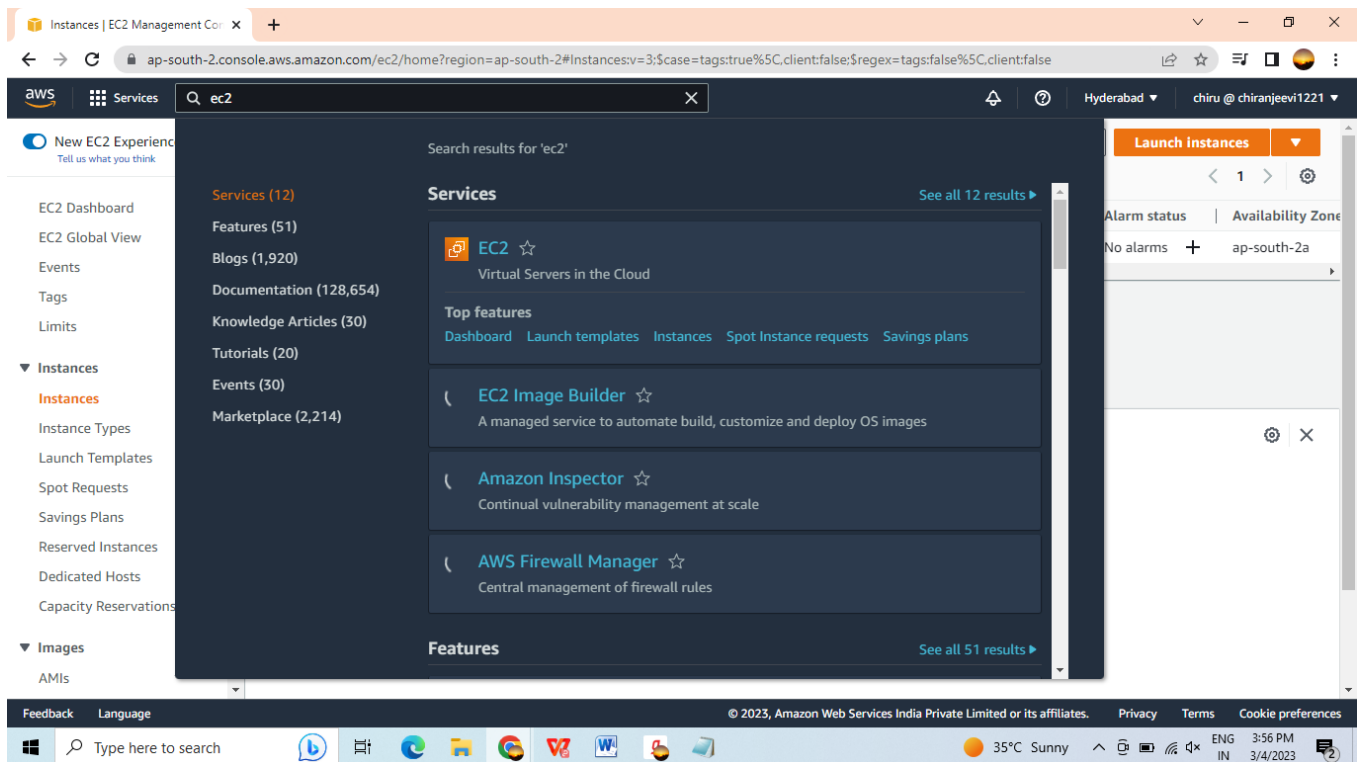 Instances | EC2 Management Con
ap-south-2.console.aws.amazon.com/ec2/home?region=ap-south-2#Instances:v=3;$case=tags:true%5C,client:false;$regex=tags:false%5C,client:false
aws
Services
ec2
Hyderabad
chiru @ chiranjeevi1221
New EC2 Experience
Tell us what you think
EC2 Dashboard
EC2 Global View
Events
Tags
Limits
Instances
Instances
Instance Types
Launch Templates
Spot Requests
Savings Plans
Reserved Instances
Dedicated Hosts
Capacity Reservations
Images
AMIs
Search results for 'ec2'
Services (12)
Features (51)
Blogs (1,920)
Documentation (128,654)
Knowledge Articles (30)
Tutorials (20)
Events (30)
Marketplace (2,214)
Services
See all 12 results
EC2
Virtual Servers in the Cloud
Top features
Dashboard Launch templates Instances Spot Instance requests Savings plans
EC2 Image Builder
A managed service to automate build, customize and deploy OS images
Amazon Inspector
Continual vulnerability management at scale
AWS Firewall Manager
Central management of firewall rules
Features
See all 51 results
Launch instances
1
Alarm status
Availability Zone
No alarms
ap-south-2a
Feedback Language
© 2023, Amazon Web Services India Private Limited or its affiliates. Privacy Terms Cookie preferences
Type here to search
35°C Sunny
ENG
IN
3:56 PM
3/4/2023
2